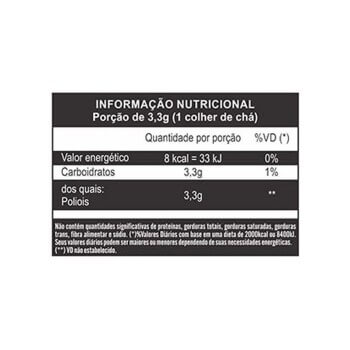 INFORMAÇÃO NUTRICIONAL
Porção de 3,3g (1 colher de chá)
Quantidade por porção %VD (*)
Valor energético 8 kcal = 33 kJ 0%
Carboidratos 3,3g 1%
dos quais:
Poliois 3,3g **
Não contém quantidades significativas de proteínas, gorduras totais, gorduras saturadas, gorduras
trans, fibra alimentar e sódio. (*)%Valores Diários com base em uma dieta de 2000kcal ou 8400kJ.
Seus valores diários podem ser maiores ou menores dependendo de suas necessidades energéticas.
(**) VD não estabelecido.